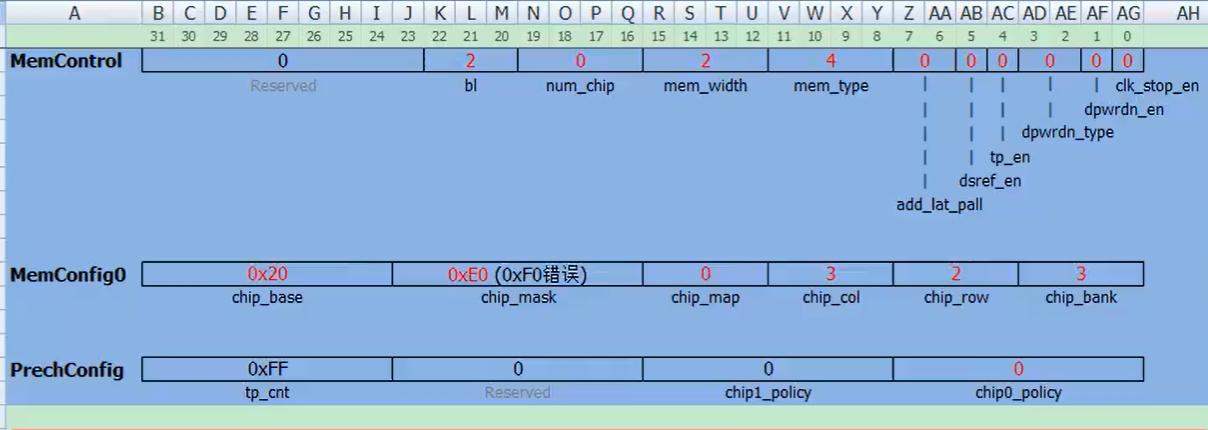 A B C D E F G H I J K L M N O P Q R S T U V W X Y Z AA AB AC AD AE AF AG AH
31 30 29 28 27 26 25 24 23 22 21 20 19 18 17 16 15 14 13 12 11 10 9 8 7 6 5 4 3 2 1 0
MemControl 0 2 0 2 4 0 0 0 0 0 0
Reserved bl num_chip mem_width mem_type | | | | | clk_stop_en
| | | | dpwrdn_en
| | | dpwrdn_type
| | tp_en
| dsref_en
add_lat_pall
MemConfig0 0x20 0xE0 (0xF0错误) 0 3 2 3
chip_base chip_mask chip_map chip_col chip_row chip_bank
PrechConfig 0xFF 0 0 0
tp_cnt Reserved chip1_policy chip0_policy